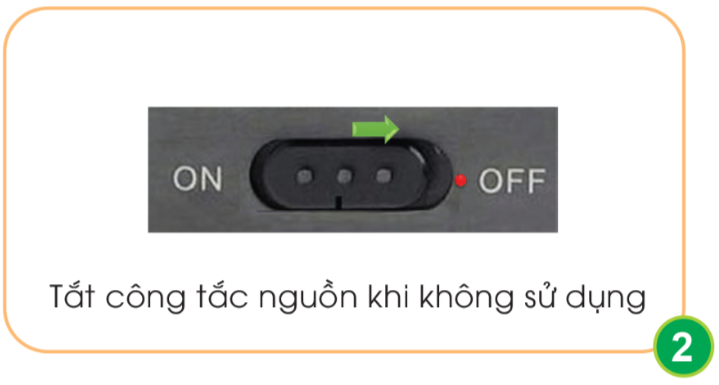 ON OFF
Tắt công tắc nguồn khi không sử dụng
2